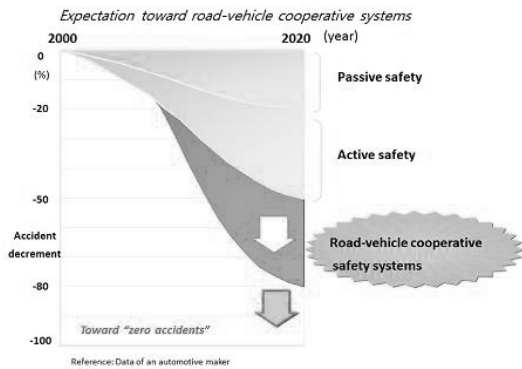 Expectation toward road-vehicle cooperative systems
2000
2020
(year)
0
(%)
Passive safety
-20
Active safety
-50
Accident
decrement
Road-vehicle cooperative
safety systems
-80
Toward "zero accidents"
-100
Reference: Data of an automotive maker